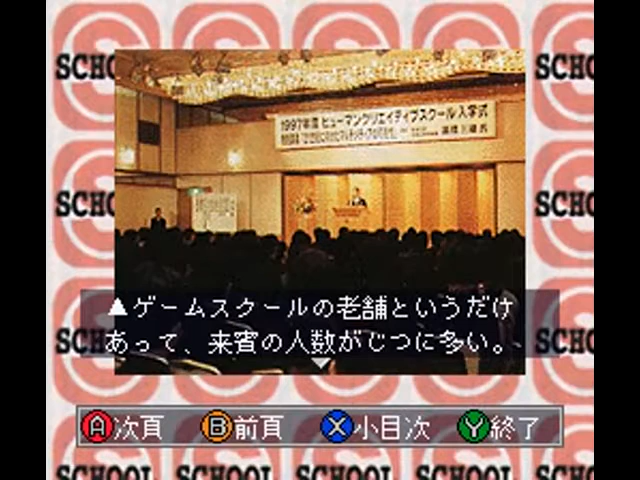 SCHOOL
1997年度 ヒューマンクリエイティブスクール 入学式
▲ゲームスクールの老舗というだけ
あって、来賓の人数がじつに多い。
A次頁 B前頁 X小目次 Y終了